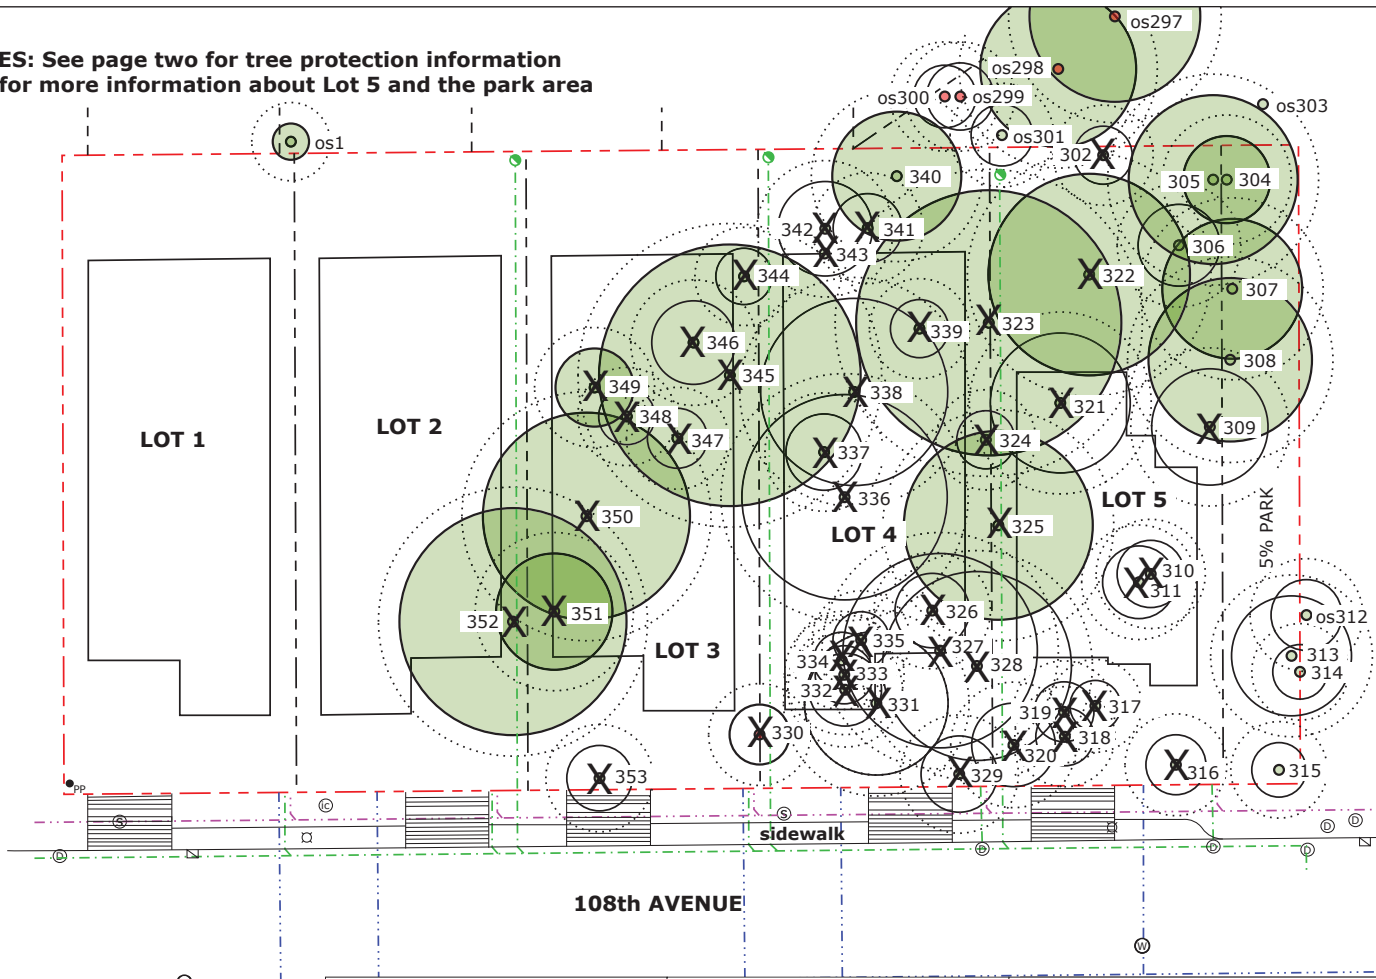 os297
ES: See page two for tree protection information
for more information about Lot 5 and the park area
os298
os300
os299
os303
os301
os1
302
340
305
304
342
341
343
306
344
322
307
339
323
346
345
308
349
338
348
321
347
324
309
LOT 1
LOT 2
337
336
LOT 5
350
LOT 4
325
5% PARK
310
311
352
351
326
os312
335
327
LOT 3
334
328
313
333
314
332
331
319
317
330
318
320
353
329
316
315
PP
IC
S
S
sidewalk
D
D
D
D
D
D
108th AVENUE
W